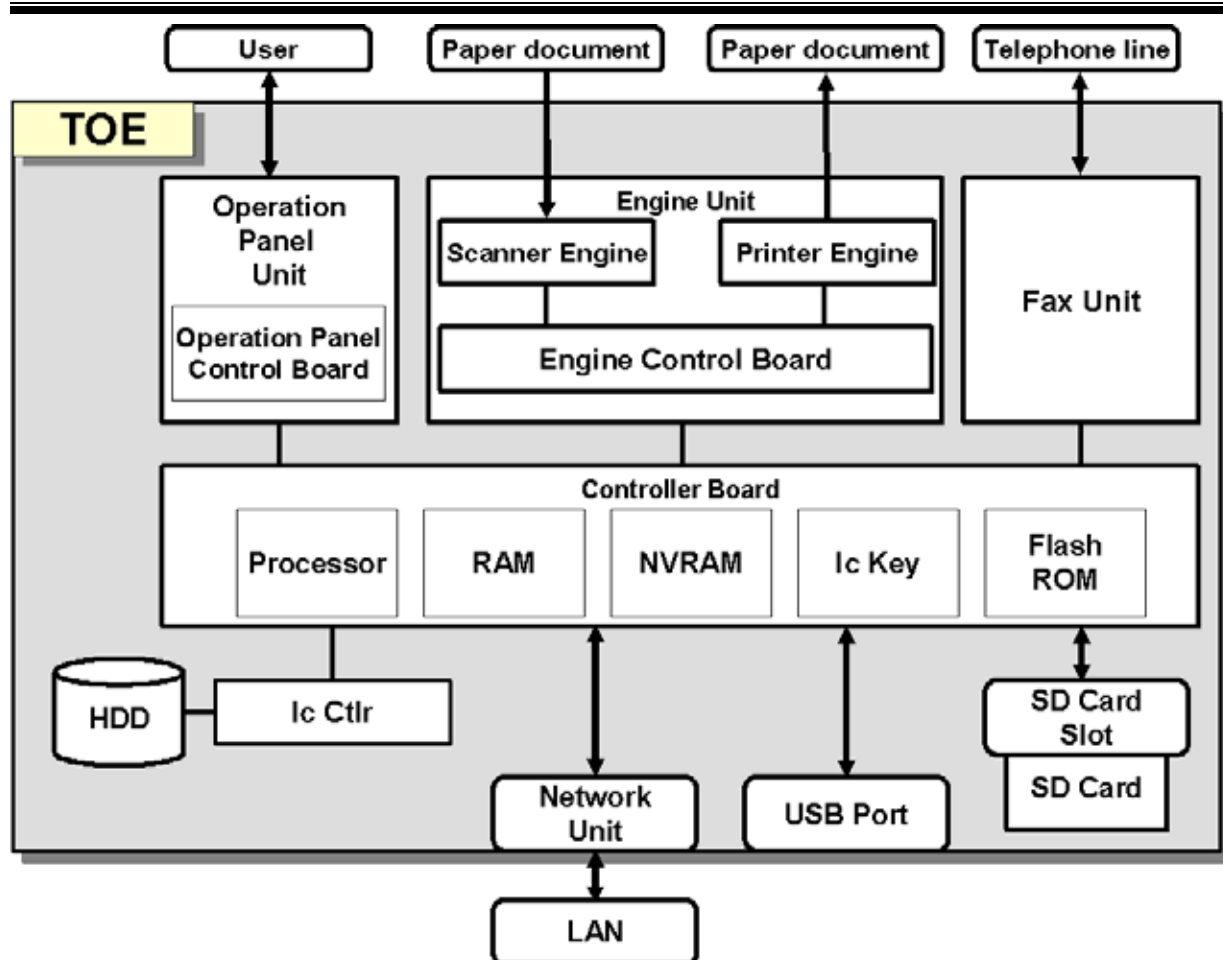 User
Paper document
Paper document
Telephone line
TOE
Operation
Panel
Unit
Operation Panel
Control Board
Engine Unit
Scanner Engine
Printer Engine
Engine Control Board
Fax Unit
Controller Board
Processor
RAM
NVRAM
Ic Key
Flash
ROM
HDD
Ic Ctlr
Network
Unit
USB Port
SD Card
Slot
SD Card
LAN